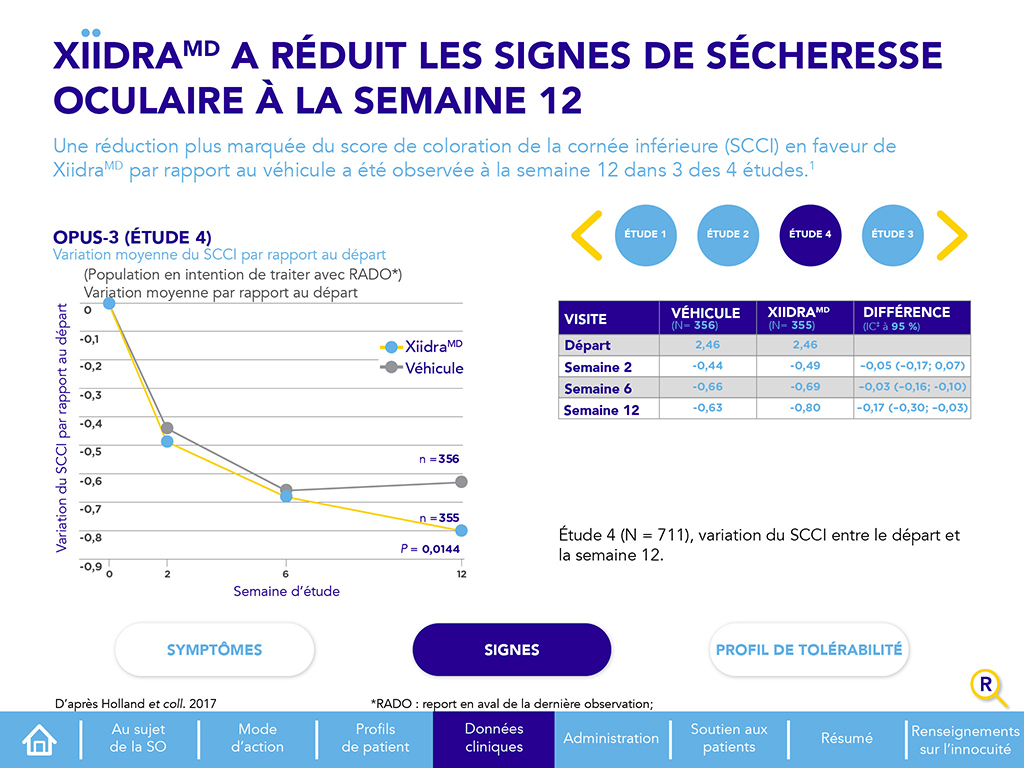 XÏIDRAMD A RÉDUIT LES SIGNES DE SÉCHERESSE
OCULAIRE À LA SEMAINE 12
Une réduction plus marquée du score de coloration de la cornée inférieure (SCCI) en faveur de
XiidraMD par rapport au véhicule a été observée à la semaine 12 dans 3 des 4 études.1
OPUS-3 (ÉTUDE 4)
Variation moyenne du SCCI par rapport au départ
(Population en intention de traiter avec RADO*)
Variation moyenne par rapport au départ
Variation du SCCI par rapport au départ
0
-0,1
-0,2
-0,3
-0,4
-0,5
-0,6
-0,7
-0,8
-0,9
XiidraMD
Véhicule
n = 356
n = 355
P = 0,0144
0 2 6 12
Semaine d'étude
ÉTUDE 1 ÉTUDE 2 ÉTUDE 4 ÉTUDE 3
VISITE VÉHICULE (N= 356) XIIDRAMD (N= 355) DIFFÉRENCE (IC‡ à 95 %)
Départ 2,46 2,46
Semaine 2 -0,44 -0,49 –0,05 (–0,17; 0,07)
Semaine 6 -0,66 -0,69 –0,03 (–0,16; –0,10)
Semaine 12 -0,63 -0,80 –0,17 (–0,30; –0,03)
Étude 4 (N = 711), variation du SCCI entre le départ et
la semaine 12.
SYMPTÔMES SIGNES PROFIL DE TOLÉRABILITÉ
R
D'après Holland et coll. 2017 *RADO : report en aval de la dernière observation;
Au sujet
de la SO
Mode
d'action
Profils
de patient
Données
cliniques
Administration
Soutien aux
patients
Résumé
Renseignements
sur l'innocuité